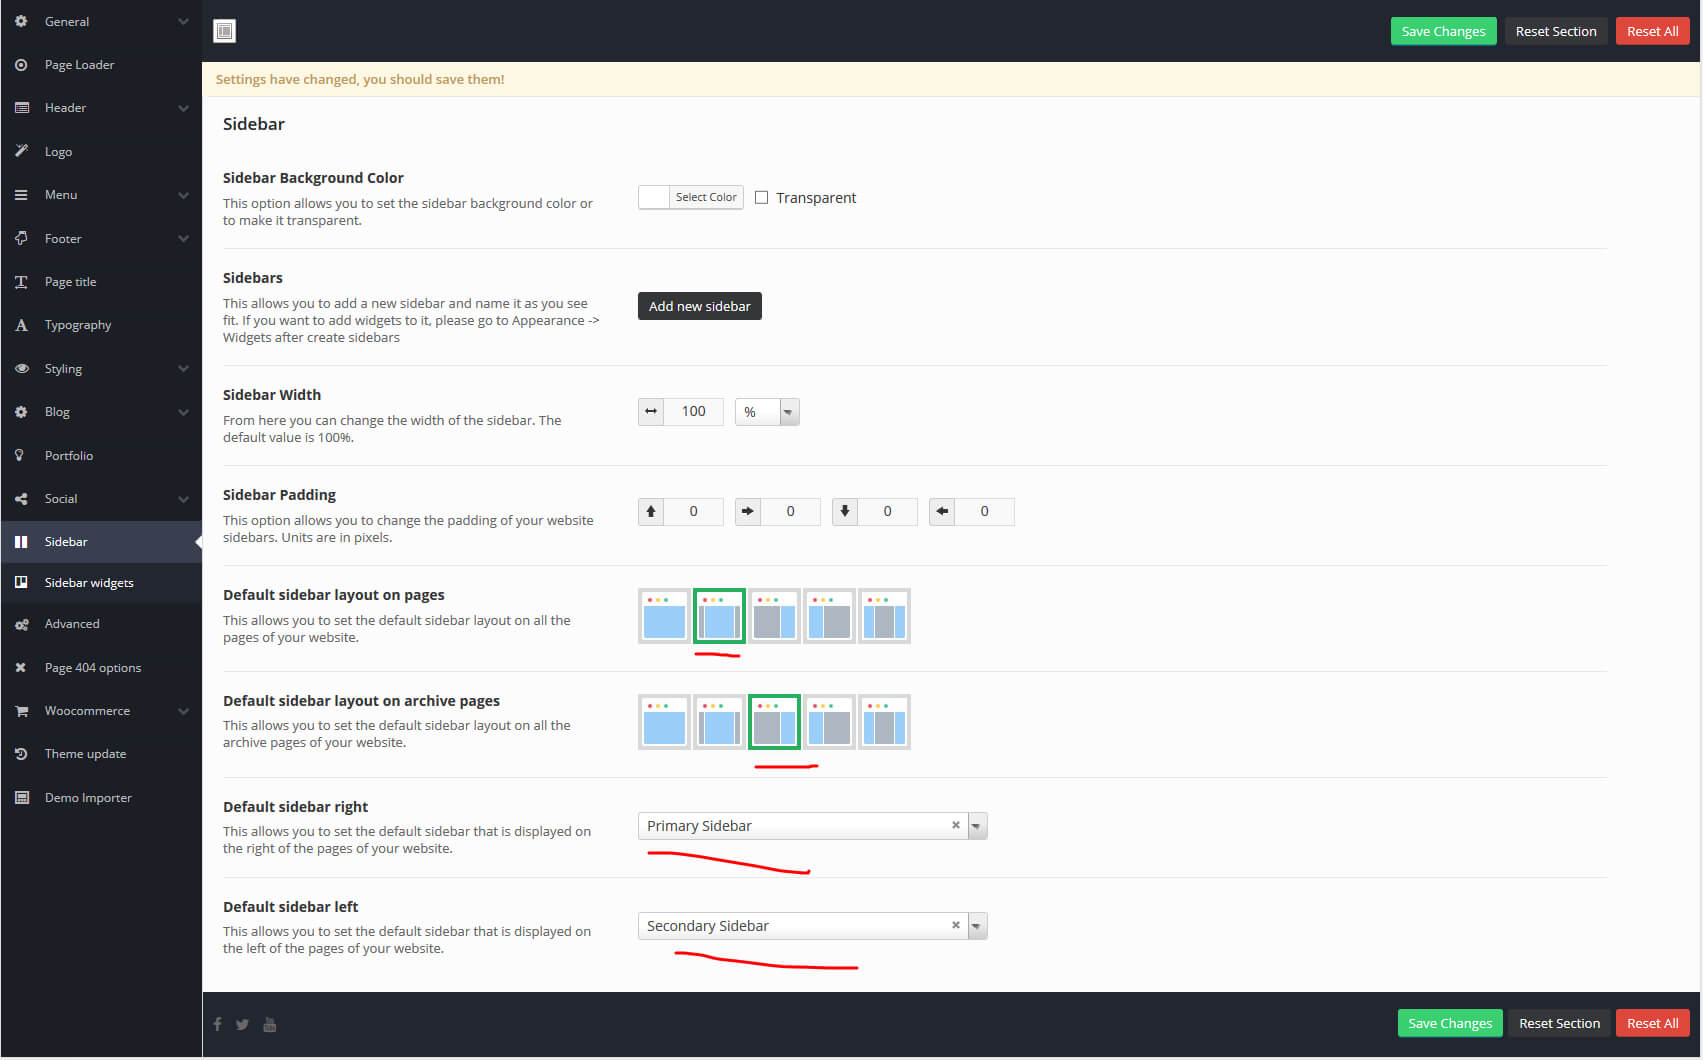 General
Page Loader
Header
Logo
Menu
Footer
Page title
Typography
Styling
Blog
Portfolio
Social
Sidebar
Sidebar widgets
Advanced
Page 404 options
Woocommerce
Theme update
Demo Importer
Save Changes Reset Section Reset All
Settings have changed, you should save them!
Sidebar
Sidebar Background Color
This option allows you to set the sidebar background color or
to make it transparent.
Select Color Transparent
Sidebars
This allows you to add a new sidebar and name it as you see
fit. If you want to add widgets to it, please go to Appearance ->
Widgets after create sidebars
Add new sidebar
Sidebar Width
From here you can change the width of the sidebar. The
default value is 100%.
100 %
Sidebar Padding
This option allows you to change the padding of your website
sidebars. Units are in pixels.
0 0 0 0
Default sidebar layout on pages
This allows you to set the default sidebar layout on all the
pages of your website.
Default sidebar layout on archive pages
This allows you to set the default sidebar layout on all the
archive pages of your website.
Default sidebar right
This allows you to set the default sidebar that is displayed on
the right of the pages of your website.
Primary Sidebar
Default sidebar left
This allows you to set the default sidebar that is displayed on
the left of the pages of your website.
Secondary Sidebar
Save Changes Reset Section Reset All